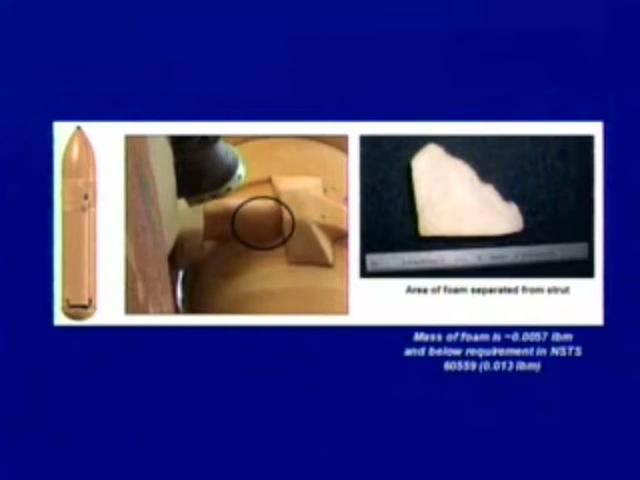 Area of foam separated from strut
Mass of foam is ~0.0057 lbm
and below requirement in NSTS
60559 (0.013 lbm)